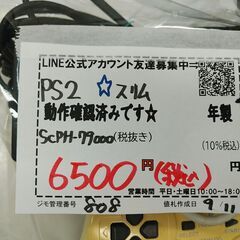 LINE公式アカウント友達募集中
PS2 ☆スリム
動作確認済みです☆ 年製
SCPH-79000(税抜き)
(10%税込)
6500円(税込) 円
営業時間 平日・土曜日10:00~18:0
ジモ管理番号 808 値札作成日 9/11